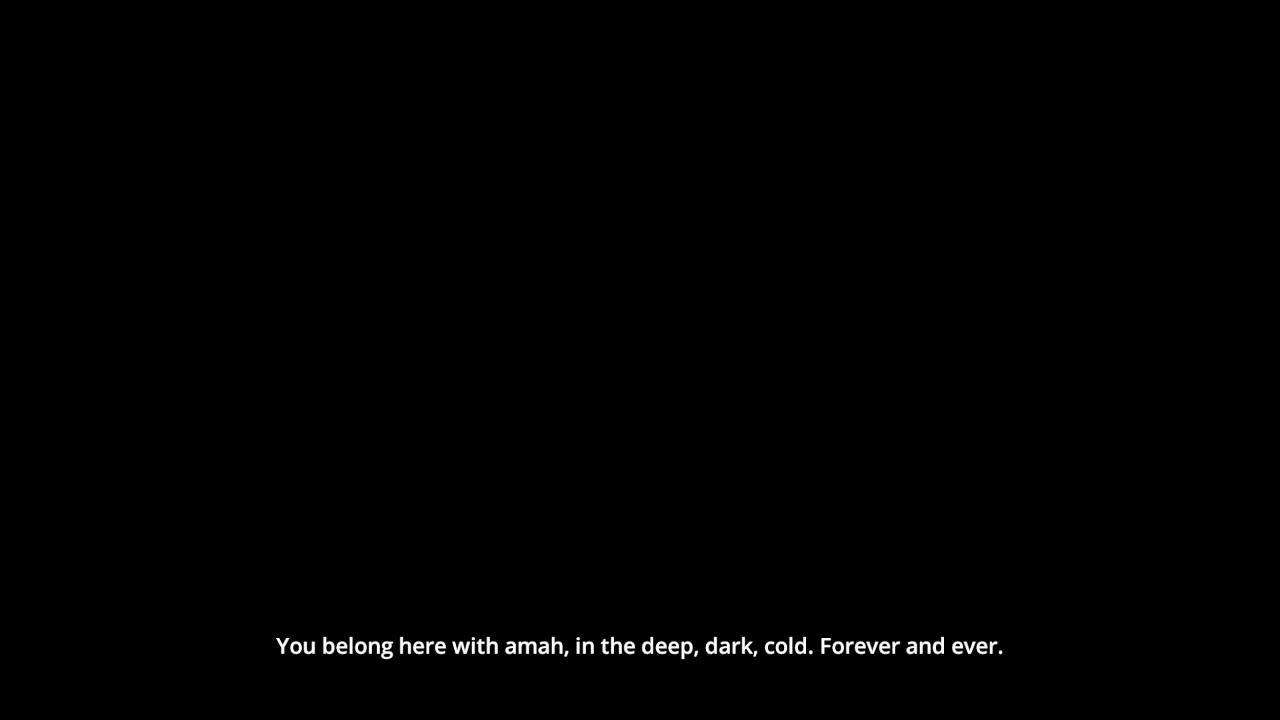 You belong here with amah, in the deep, dark, cold. Forever and ever.